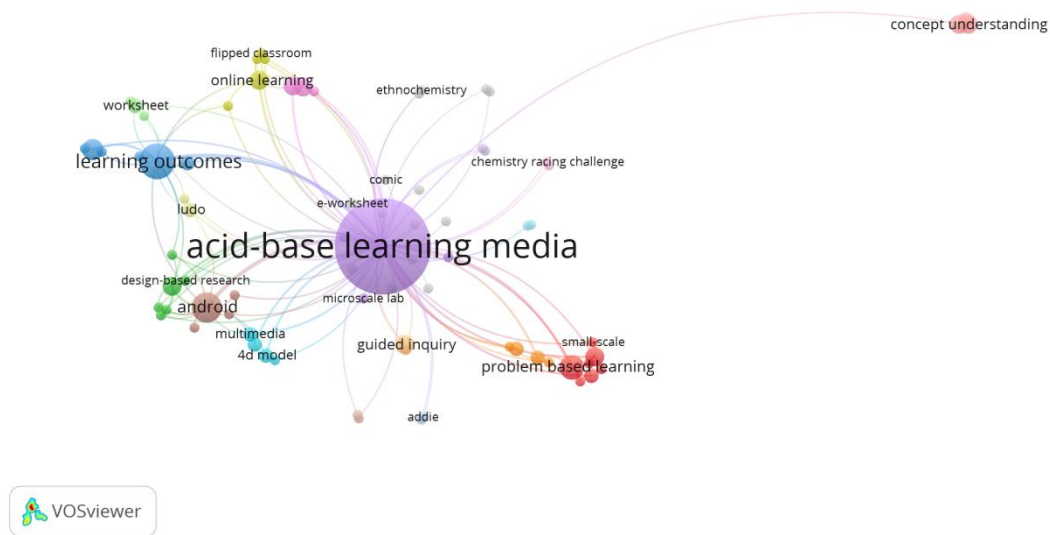 concept understanding
flipped classroom
online learning
ethnochemistry
worksheet
learning outcomes
chemistry racing challenge
comic
e-worksheet
ludo
acid-base learning media
design-based research
microscale lab
android
multimedia
guided inquiry
small-scale
4d model
problem based learning
addie
VOSviewer